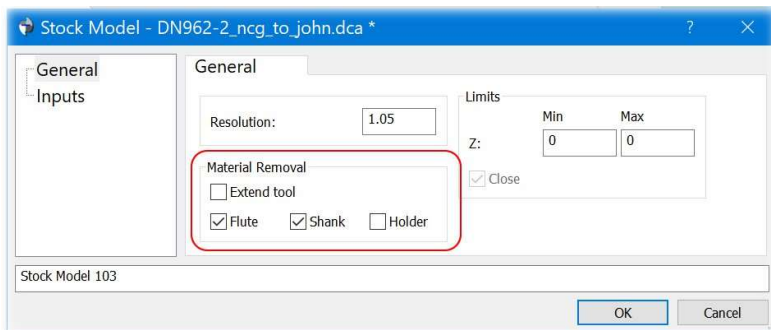 Stock Model - DN962-2_ncg_to_john.dca *
General
Inputs
General
Resolution: 1.05
Material Removal
Extend tool
Flute Shank Holder
Limits
Min Max
Z: 0 0
Close
Stock Model 103
OK Cancel